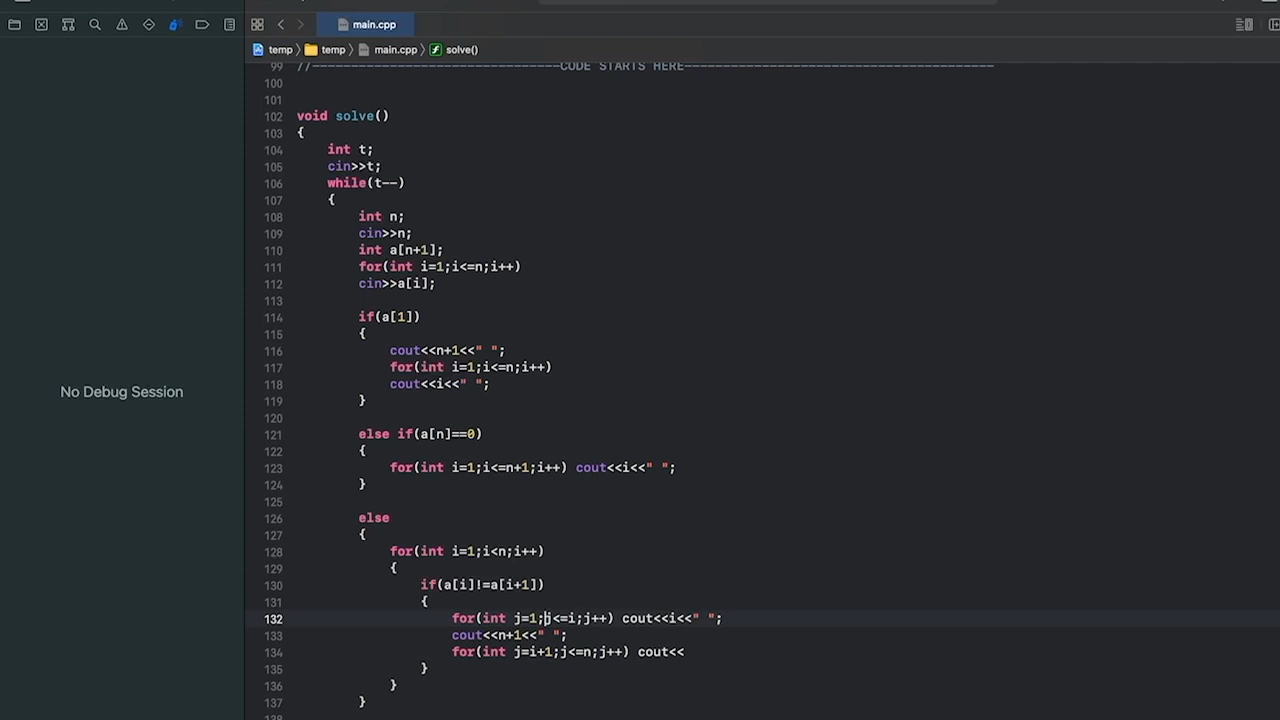 main.cpp
temp > temp > main.cpp > solve()
99 //————————————————————————————————CODE STARTS HERE————————————————————————————————————————
100
101
102 void solve()
103 {
104 int t;
105 cin>>t;
106 while(t--)
107 {
108 int n;
109 cin>>n;
110 int a[n+1];
111 for(int i=1;i<=n;i++)
112 cin>>a[i];
113
114 if(a[1])
115 {
116 cout<<n+1<<" ";
117 for(int i=1;i<=n;i++)
118 cout<<i<<" ";
119 }
120
121 else if(a[n]==0)
122 {
123 for(int i=1;i<=n+1;i++) cout<<i<<" ";
124 }
125
126 else
127 {
128 for(int i=1;i<n;i++)
129 {
No Debug Session
130 if(a[i]!=a[i+1])
131 {
132 for(int j=1;j<=i;j++) cout<<i<<" ";
133 cout<<n+1<<" ";
134 for(int j=i+1;j<=n;j++) cout<<
135 }
136 }
137 }